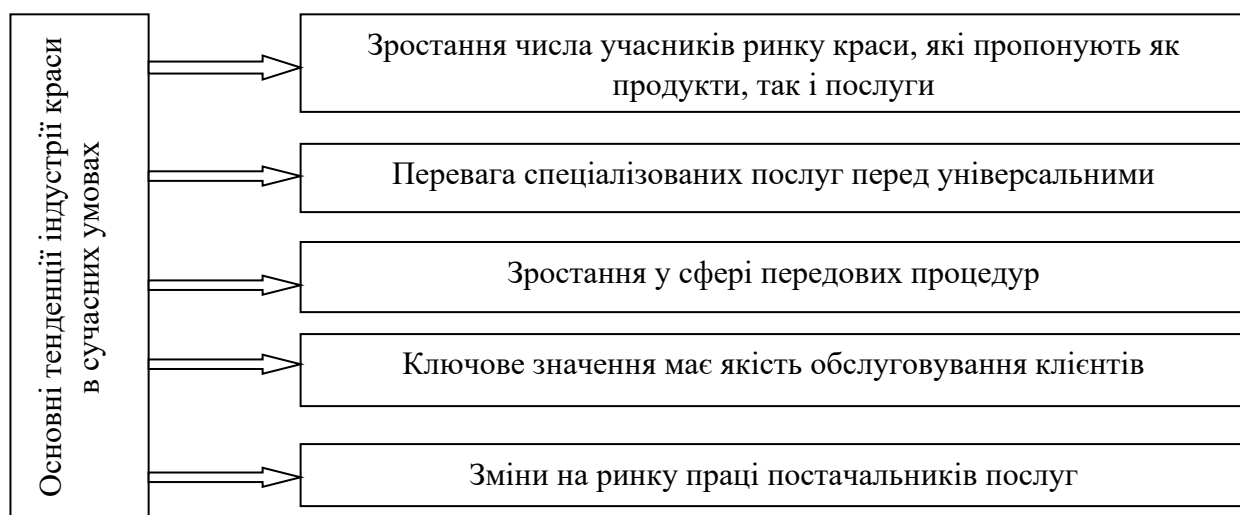 Основні тенденції індустрії краси
в сучасних умовах
Зростання числа учасників ринку краси, які пропонують як
продукти, так і послуги
Перевага спеціалізованих послуг перед універсальними
Зростання у сфері передових процедур
Ключове значення має якість обслуговування клієнтів
Зміни на ринку праці постачальників послуг